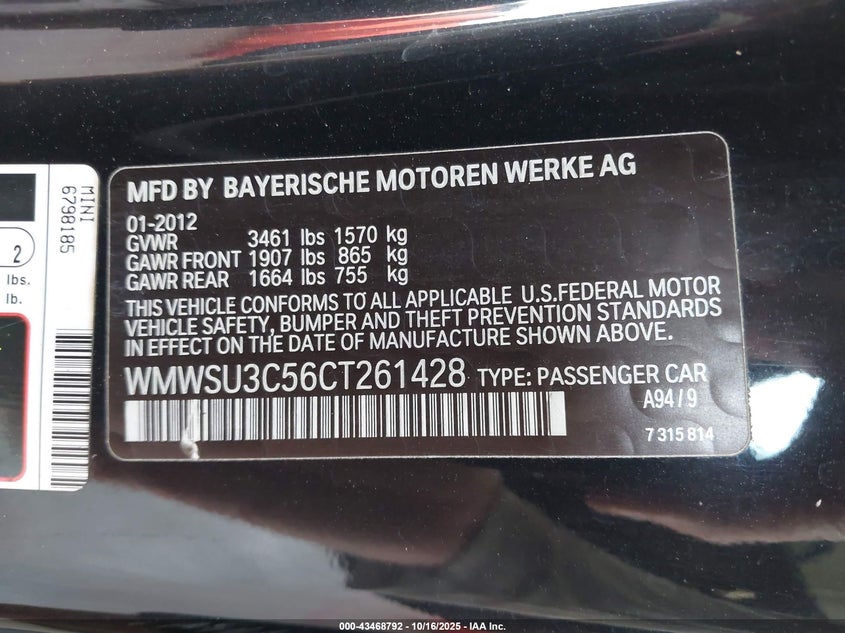 MFD BY BAYERISCHE MOTOREN WERKE AG
01-2012
GVWR 3461 lbs 1570 kg
GAWR FRONT 1907 lbs 865 kg
GAWR REAR 1664 lbs 755 kg
THIS VEHICLE CONFORMS TO ALL APPLICABLE U.S.FEDERAL MOTOR
VEHICLE SAFETY, BUMPER AND THEFT PREVENTION STANDARDS
IN EFFECT ON THE DATE OF MANUFACTURE SHOWN ABOVE.
WMWSU3C56CT261428 TYPE: PASSENGER CAR
A94/9
7 315 814
MINI
6798185
2
lbs.
lb.
000-43468792 - 10/16/2025 - IAA Inc.